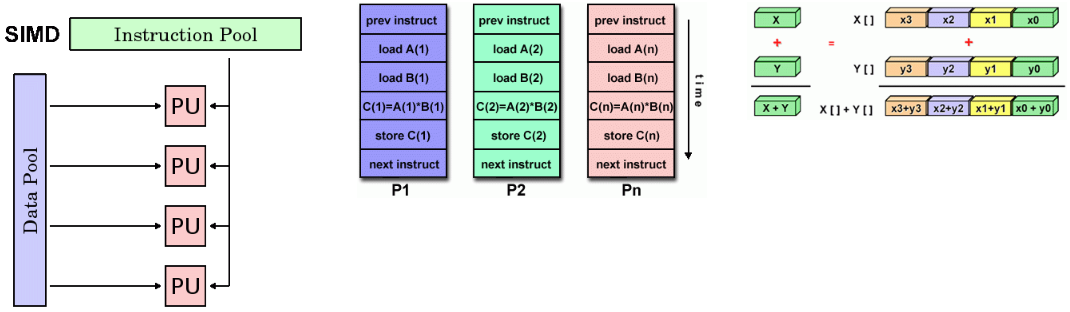 SIMD
Instruction Pool
Data Pool
PU
PU
PU
PU
prev instruct
load A(1)
load B(1)
C(1)=A(1)*B(1)
store C(1)
next instruct
P1
prev instruct
load A(2)
load B(2)
C(2)=A(2)*B(2)
store C(2)
next instruct
P2
prev instruct
load A(n)
load B(n)
C(n)=A(n)*B(n)
store C(n)
next instruct
Pn
time
X
+
Y
X + Y
=
X [ ] x3 x2 x1 x0
+
Y [ ] y3 y2 y1 y0
X [ ] + Y [ ] x3+y3 x2+y2 x1+y1 x0 + y0